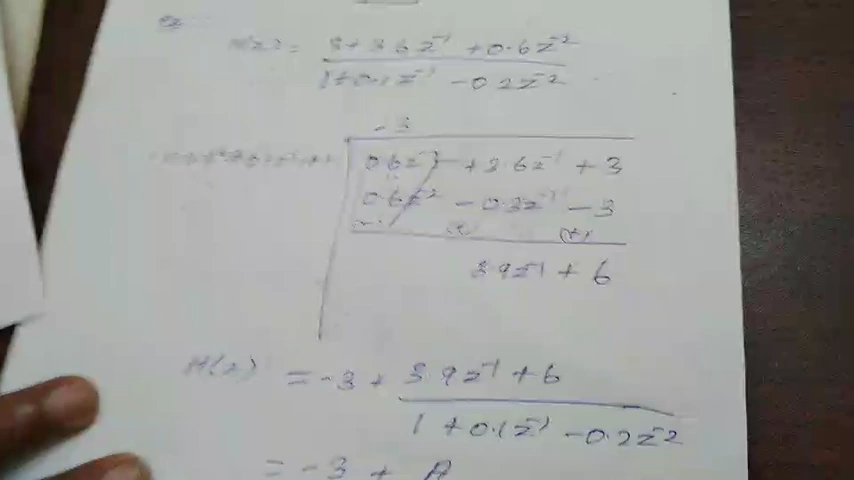 Ex
H(z) = 3+3.6z⁻¹+0.6z⁻²
1+0.1z⁻¹-0.2z⁻²
-3
0.6z⁻² +3.6z⁻¹+3
0.6z⁻² -0.3z⁻¹-3
(-) (+) (+)
3.9z⁻¹+6
H(z) = -3 + 3.9z⁻¹+6
1+0.1z⁻¹-0.2z⁻²
= -3 + A